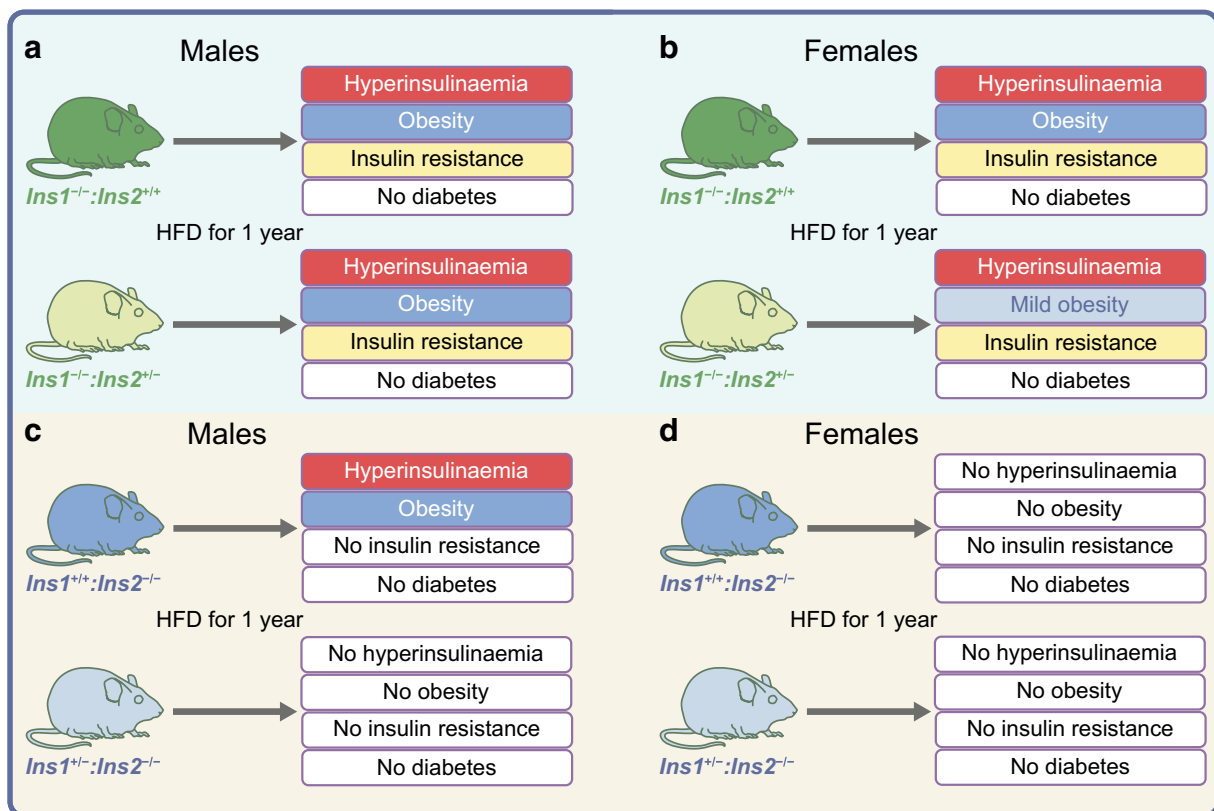 a
Males
Hyperinsulinaemia
Obesity
Insulin resistance
No diabetes
Ins1⁻/⁻:Ins2⁺/⁺
HFD for 1 year
Hyperinsulinaemia
Obesity
Insulin resistance
No diabetes
Ins1⁻/⁻:Ins2⁺/⁻
b
Females
Hyperinsulinaemia
Obesity
Insulin resistance
No diabetes
Ins1⁻/⁻:Ins2⁺/⁺
HFD for 1 year
Hyperinsulinaemia
Mild obesity
Insulin resistance
No diabetes
Ins1⁻/⁻:Ins2⁺/⁻
c
Males
Hyperinsulinaemia
Obesity
No insulin resistance
No diabetes
Ins1⁺/⁺:Ins2⁻/⁻
HFD for 1 year
No hyperinsulinaemia
No obesity
No insulin resistance
No diabetes
Ins1⁺/⁻:Ins2⁻/⁻
d
Females
No hyperinsulinaemia
No obesity
No insulin resistance
No diabetes
Ins1⁺/⁺:Ins2⁻/⁻
HFD for 1 year
No hyperinsulinaemia
No obesity
No insulin resistance
No diabetes
Ins1⁺/⁻:Ins2⁻/⁻